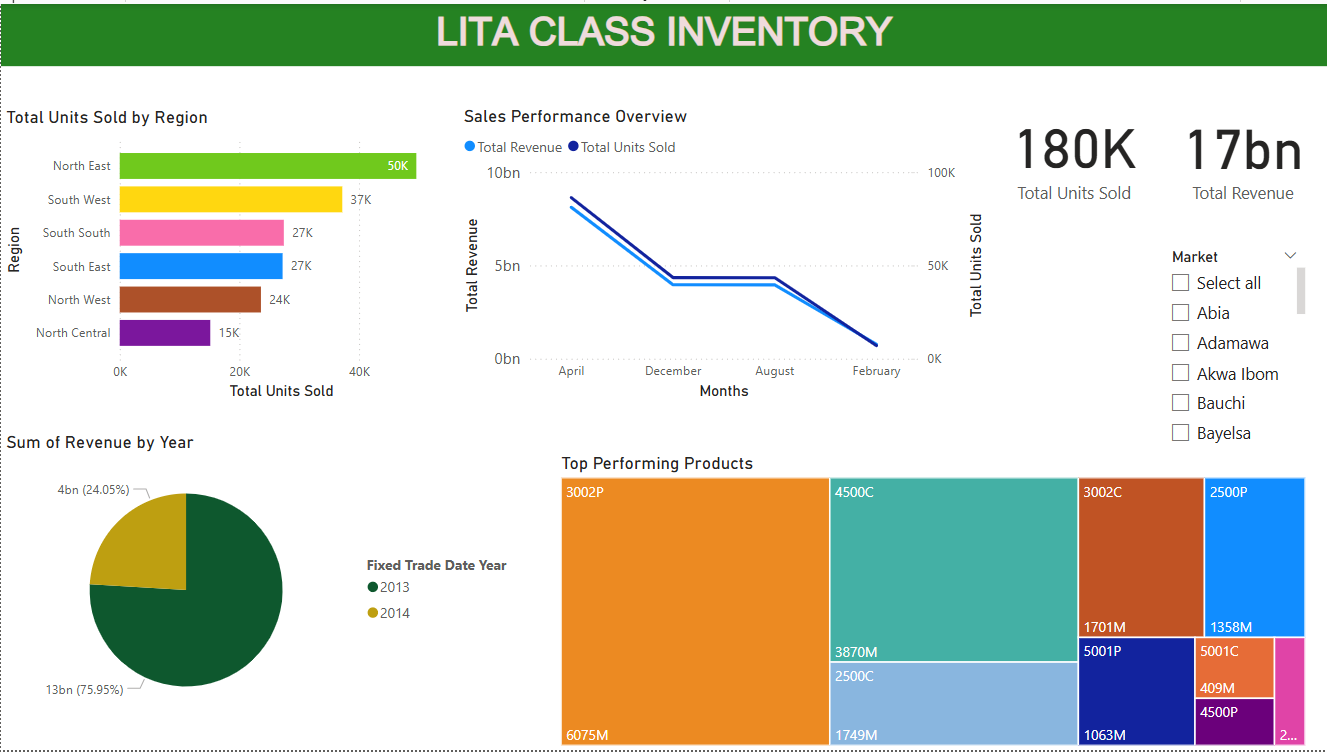 LITA CLASS INVENTORY
Total Units Sold by Region
Region
North East
50K
South West
37K
South South
27K
South East
27K
North West
24K
North Central
15K
0K
20K
40K
Total Units Sold
Sales Performance Overview
Total Revenue
Total Units Sold
Total Revenue
10bn
5bn
0bn
100K
50K
0K
Total Units Sold
April
December
August
February
Months
180K
Total Units Sold
17bn
Total Revenue
Market
Select all
Abia
Adamawa
Akwa Ibom
Bauchi
Bayelsa
Sum of Revenue by Year
4bn (24.05%)
13bn (75.95%)
Fixed Trade Date Year
2013
2014
Top Performing Products
3002P
6075M
4500C
3870M
2500C
1749M
3002C
1701M
2500P
1358M
5001P
1063M
5001C
409M
4500P
2...